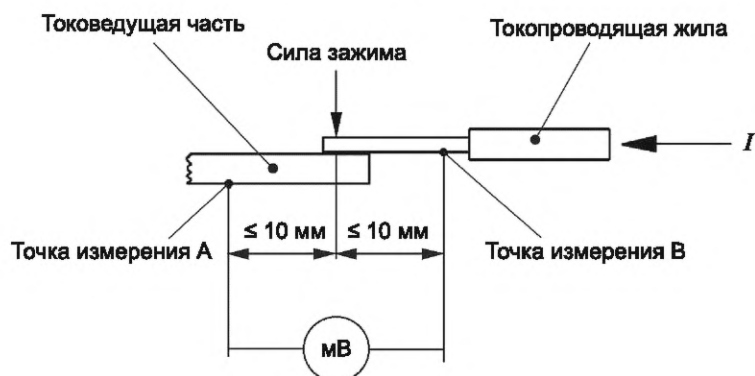 Токоведущая часть
Токопроводящая жила
Сила зажима
I
Точка измерения А
≤ 10 мм
≤ 10 мм
Точка измерения В
мВ